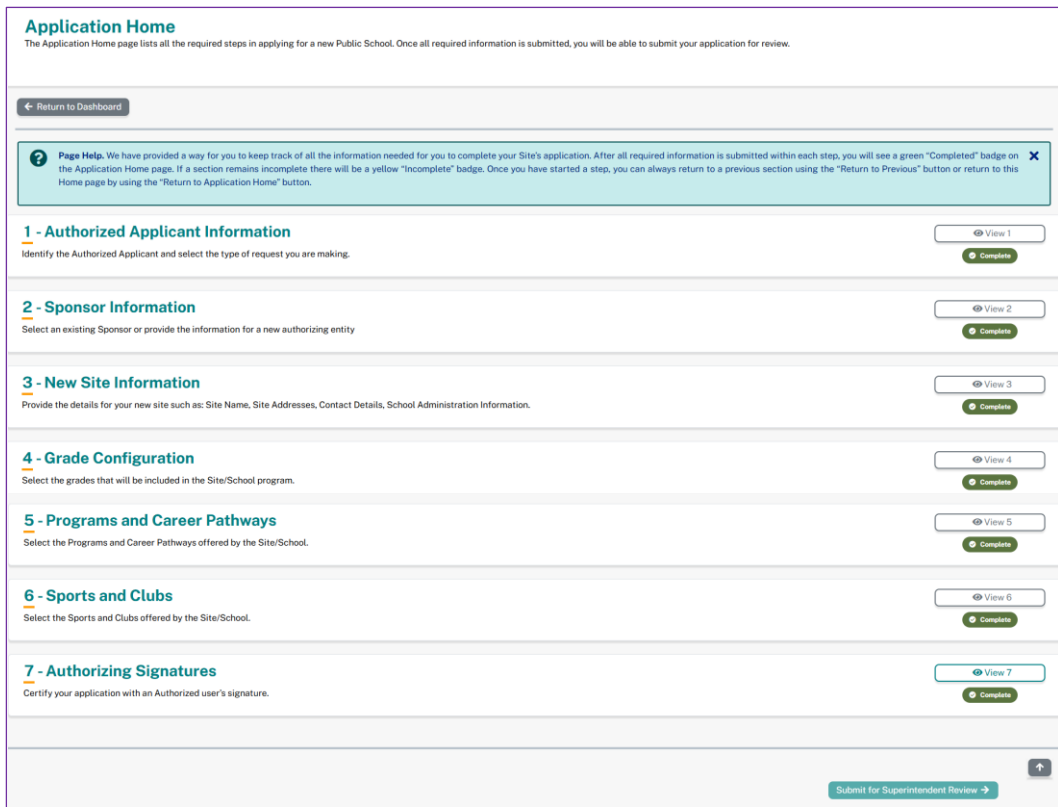 Application Home
The Application Home page lists all the required steps in applying for a new Public School. Once all required information is submitted, you will be able to submit your application for review.
Return to Dashboard
Page Help. We have provided a way for you to keep track of all the information needed for you to complete your Site's application. After all required information is submitted within each step, you will see a green “Completed” badge on
the Application Home page. If a section remains incomplete there will be a yellow “Incomplete” badge. Once you have started a step, you can always return to a previous section using the “Return to Previous” button or return to this
Home page by using the “Return to Application Home” button.
1 - Authorized Applicant Information
View 1
Identify the Authorized Applicant and select the type of request you are making.
Complete
2 - Sponsor Information
View 2
Select an existing Sponsor or provide the information for a new authorizing entity
Complete
3 - New Site Information
View 3
Provide the details for your new site such as: Site Name, Site Addresses, Contact Details, School Administration Information.
Complete
4 - Grade Configuration
View 4
Select the grades that will be included in the Site/School program.
Complete
5 - Programs and Career Pathways
View 5
Select the Programs and Career Pathways offered by the Site/School.
Complete
6 - Sports and Clubs
View 6
Select the Sports and Clubs offered by the Site/School.
Complete
7 - Authorizing Signatures
View 7
Certify your application with an Authorized user's signature.
Complete
Submit for Superintendent Review